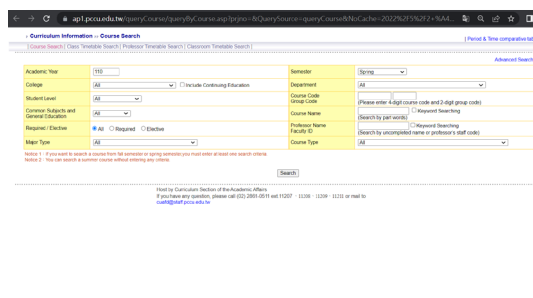 ap1.pccu.edu.tw/queryCourse/queryByCourse.asp?prjno=&QuerySource=queryCourse&NoCache=2022%2F5%2F2+%A4...
› Curriculum Information ›› Course Search
| Period & Time comparative tab
| Course Search | Class Timetable Search | Professor Timetable Search | Classroom Timetable Search |
Advanced Search
Academic Year 110 Semester Spring
College All Include Continuing Education Department All
Student Level All Course Code Group Code (Please enter 4-digit course code and 2-digit group code)
Common Subjects and General Education All Course Name Keyword Searching (Search by part words)
Required / Elective All Required Elective Professor Name Faculty ID Keyword Searching (Search by uncompleted name or professor's staff code)
Major Type All Course Type All
Notice 1 : If you want to search a course from fall semester or spring semester, you must enter at least one search criteria.
Notice 2 : You can search a summer course without entering any criteria.
Search
Host by Curriculum Section of the Academic Affairs
If you have any question, please call (02) 2861-0511 ext 11207 、11208 、11209 、11231 or mail to
cuafd@staff.pccu.edu.tw